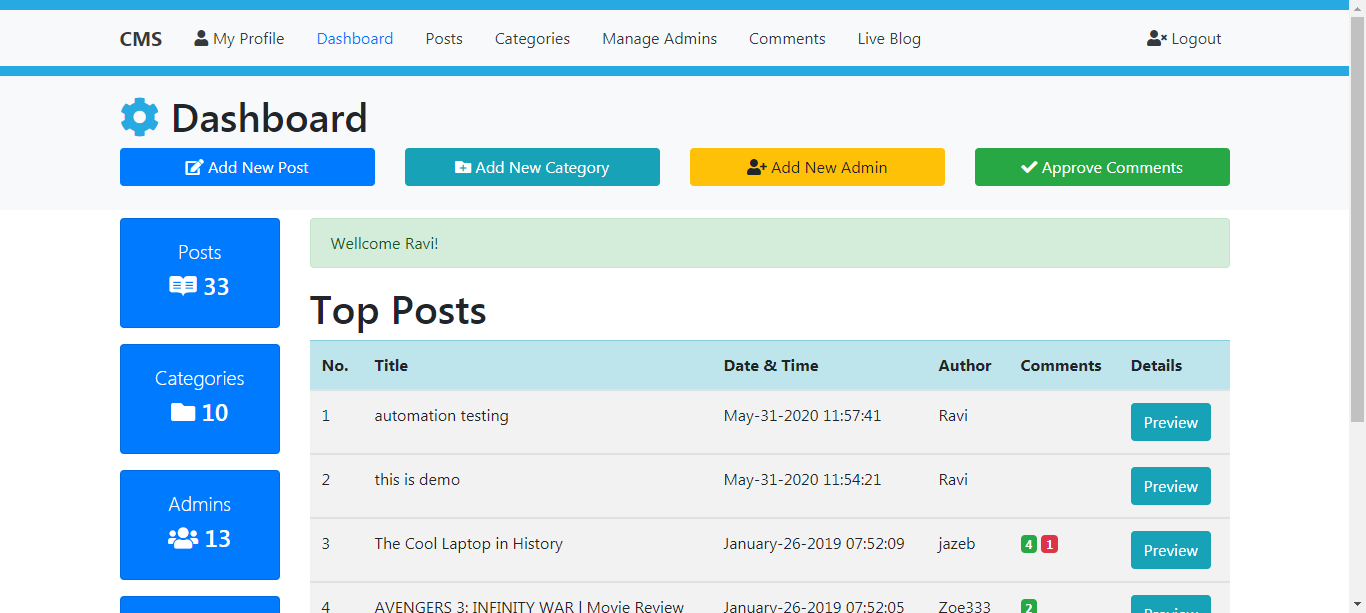 CMS My Profile Dashboard Posts Categories Manage Admins Comments Live Blog Logout
Dashboard
Add New Post Add New Category Add New Admin Approve Comments
Posts
33
Categories
10
Admins
13
Wellcome Ravi!
Top Posts
No. Title Date & Time Author Comments Details
1 automation testing May-31-2020 11:57:41 Ravi Preview
2 this is demo May-31-2020 11:54:21 Ravi Preview
3 The Cool Laptop in History January-26-2019 07:52:09 jazeb 4 1 Preview
4 AVENGERS 3: INFINITY WAR | Movie Review January-26-2019 07:52:05 Zoe333 2 Preview